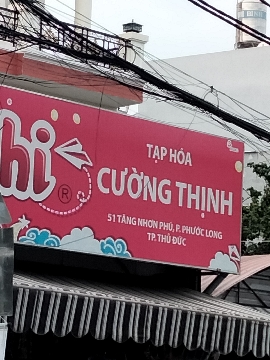 hi ®
TẠP HÓA
CƯỜNG THỊNH
51 TĂNG NHƠN PHÚ, P. PHƯỚC LONG
TP. THỦ ĐỨC